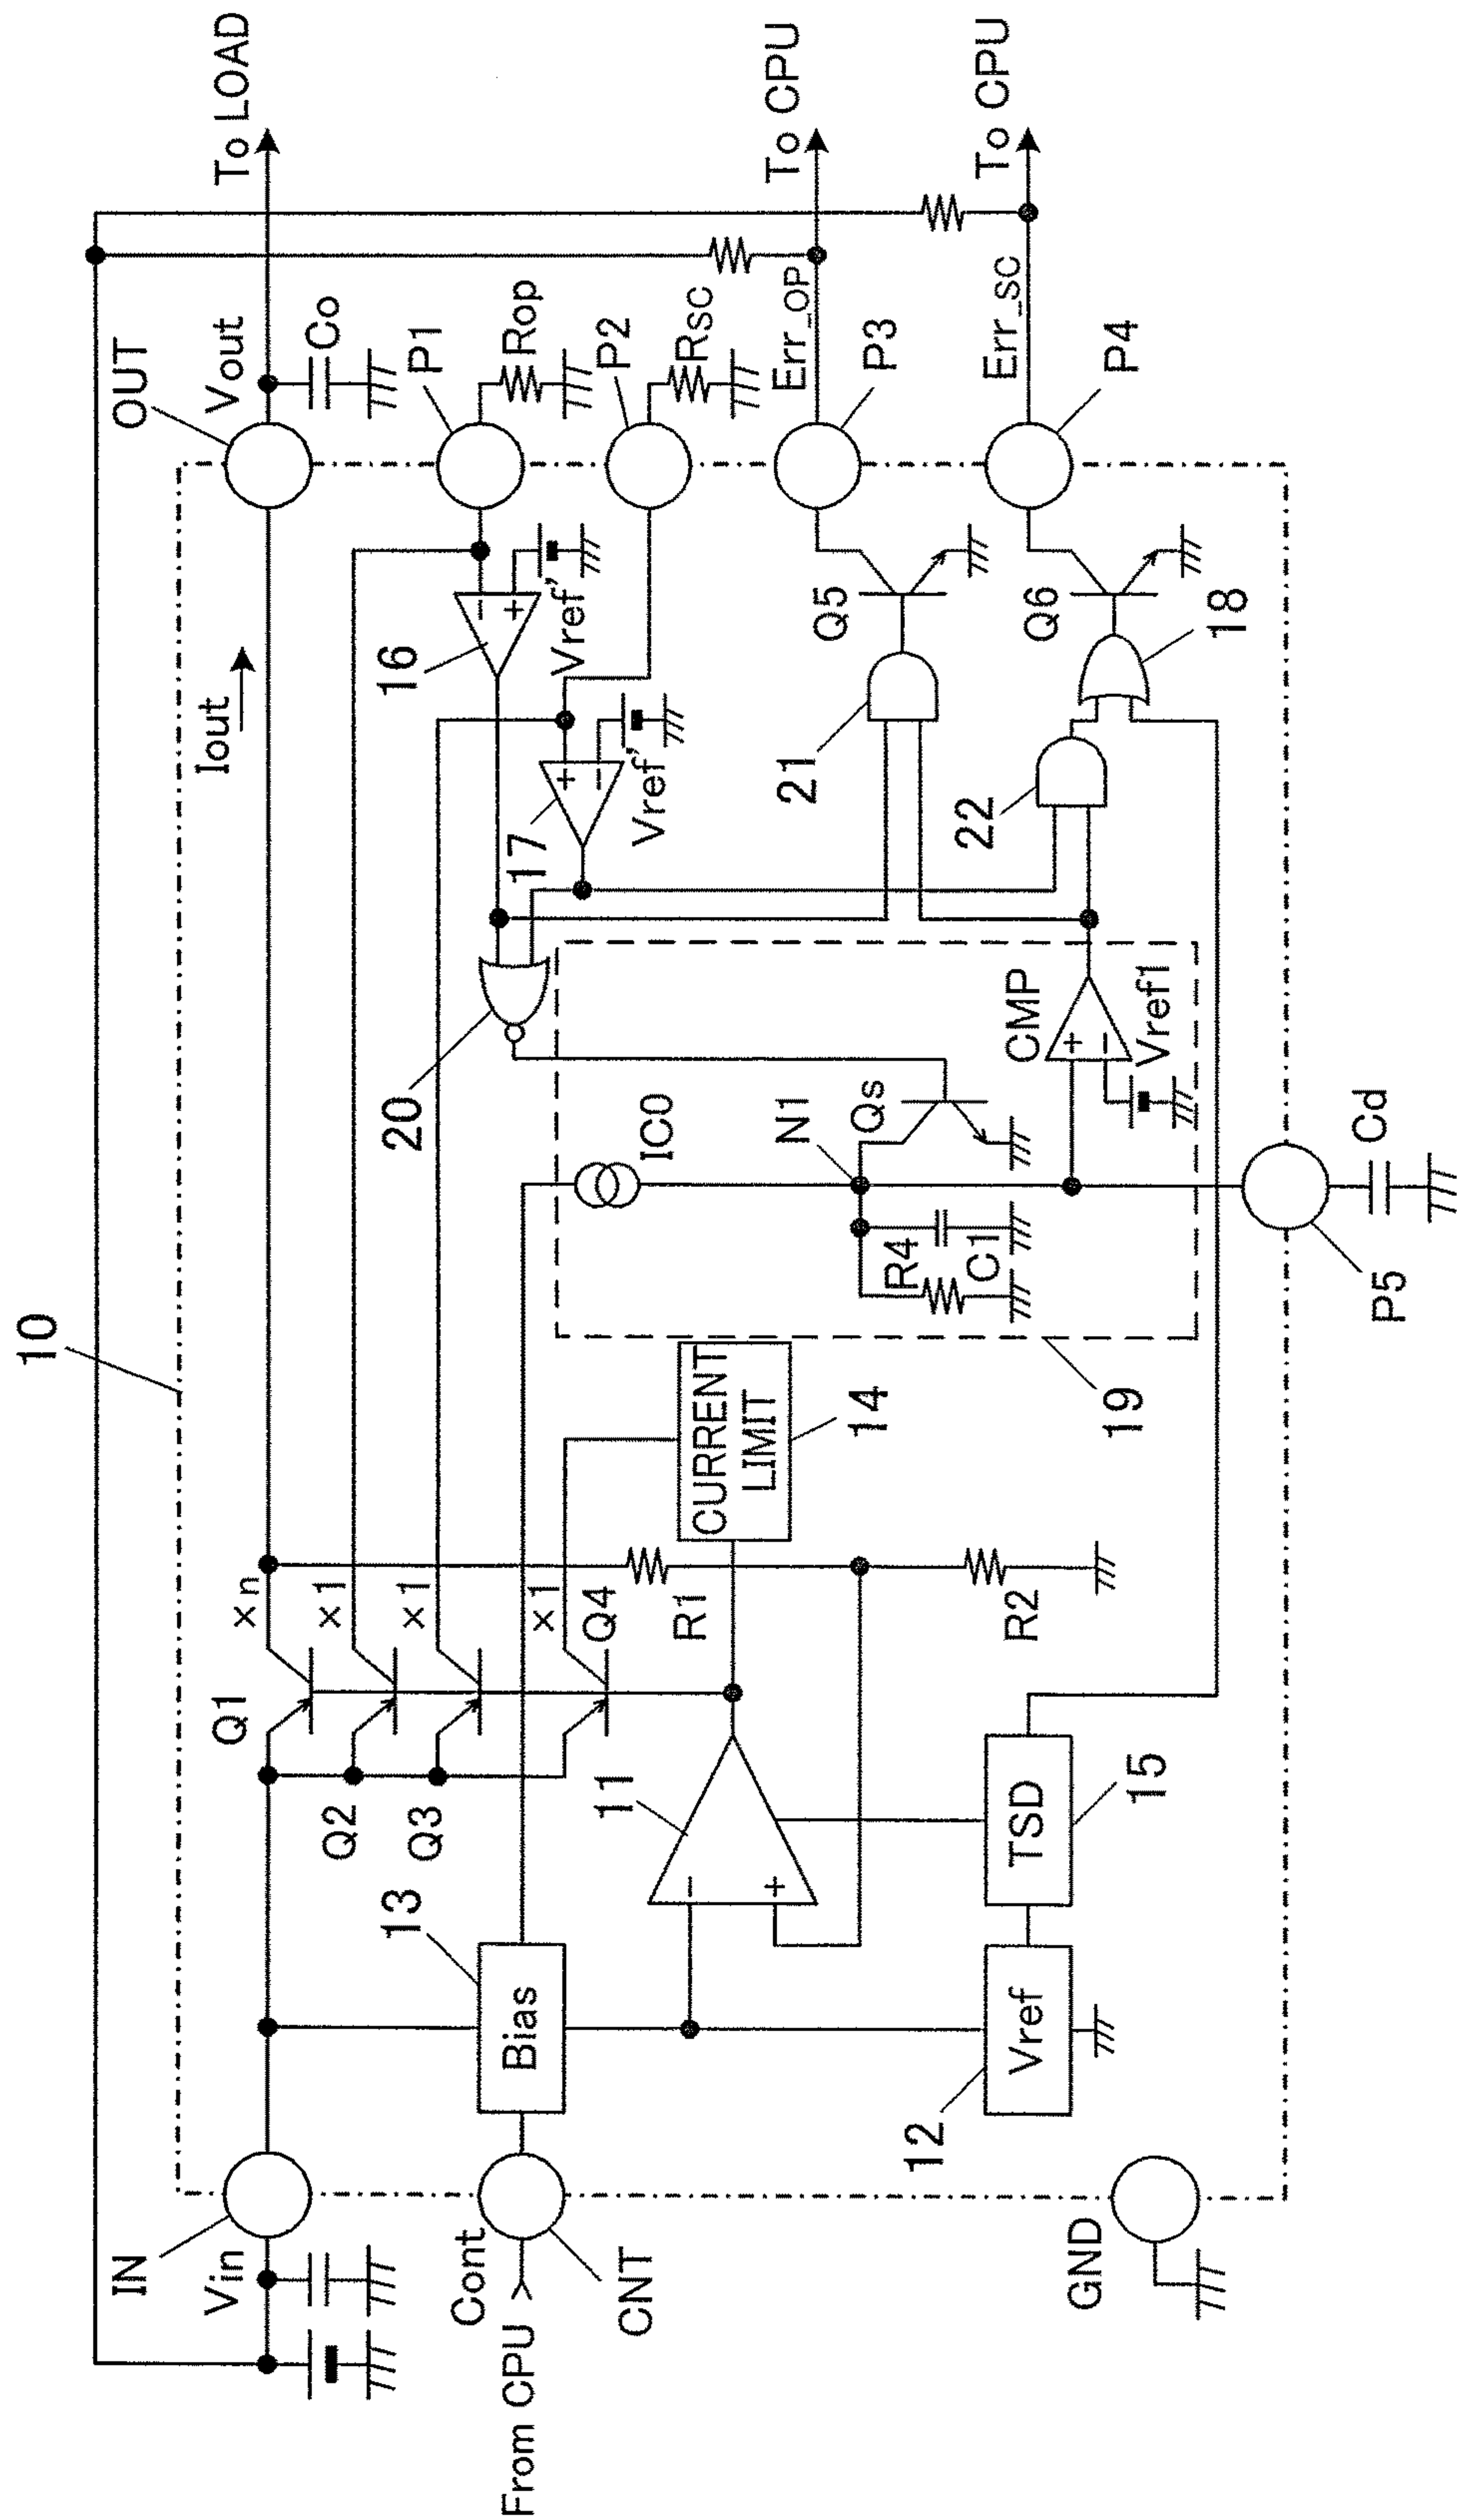 10
IN
Vin
Q1
×n
Iout
OUT
Vout
To LOAD
Co
Q2
×1
P1
Rop
Q3
×1
16
Vref'
P2
Rsc
×1
Q4
17
Vref'
From CPU
Cont
CNT
13
Bias
20
11
R1
CURRENT
LIMIT
14
IC0
N1
Qs
21
Q5
Err_OP
P3
To CPU
R4
C1
22
12
Vref
TSD
15
R2
19
CMP
Vref1
Q6
18
Err_SC
P4
To CPU
GND
P5
Cd